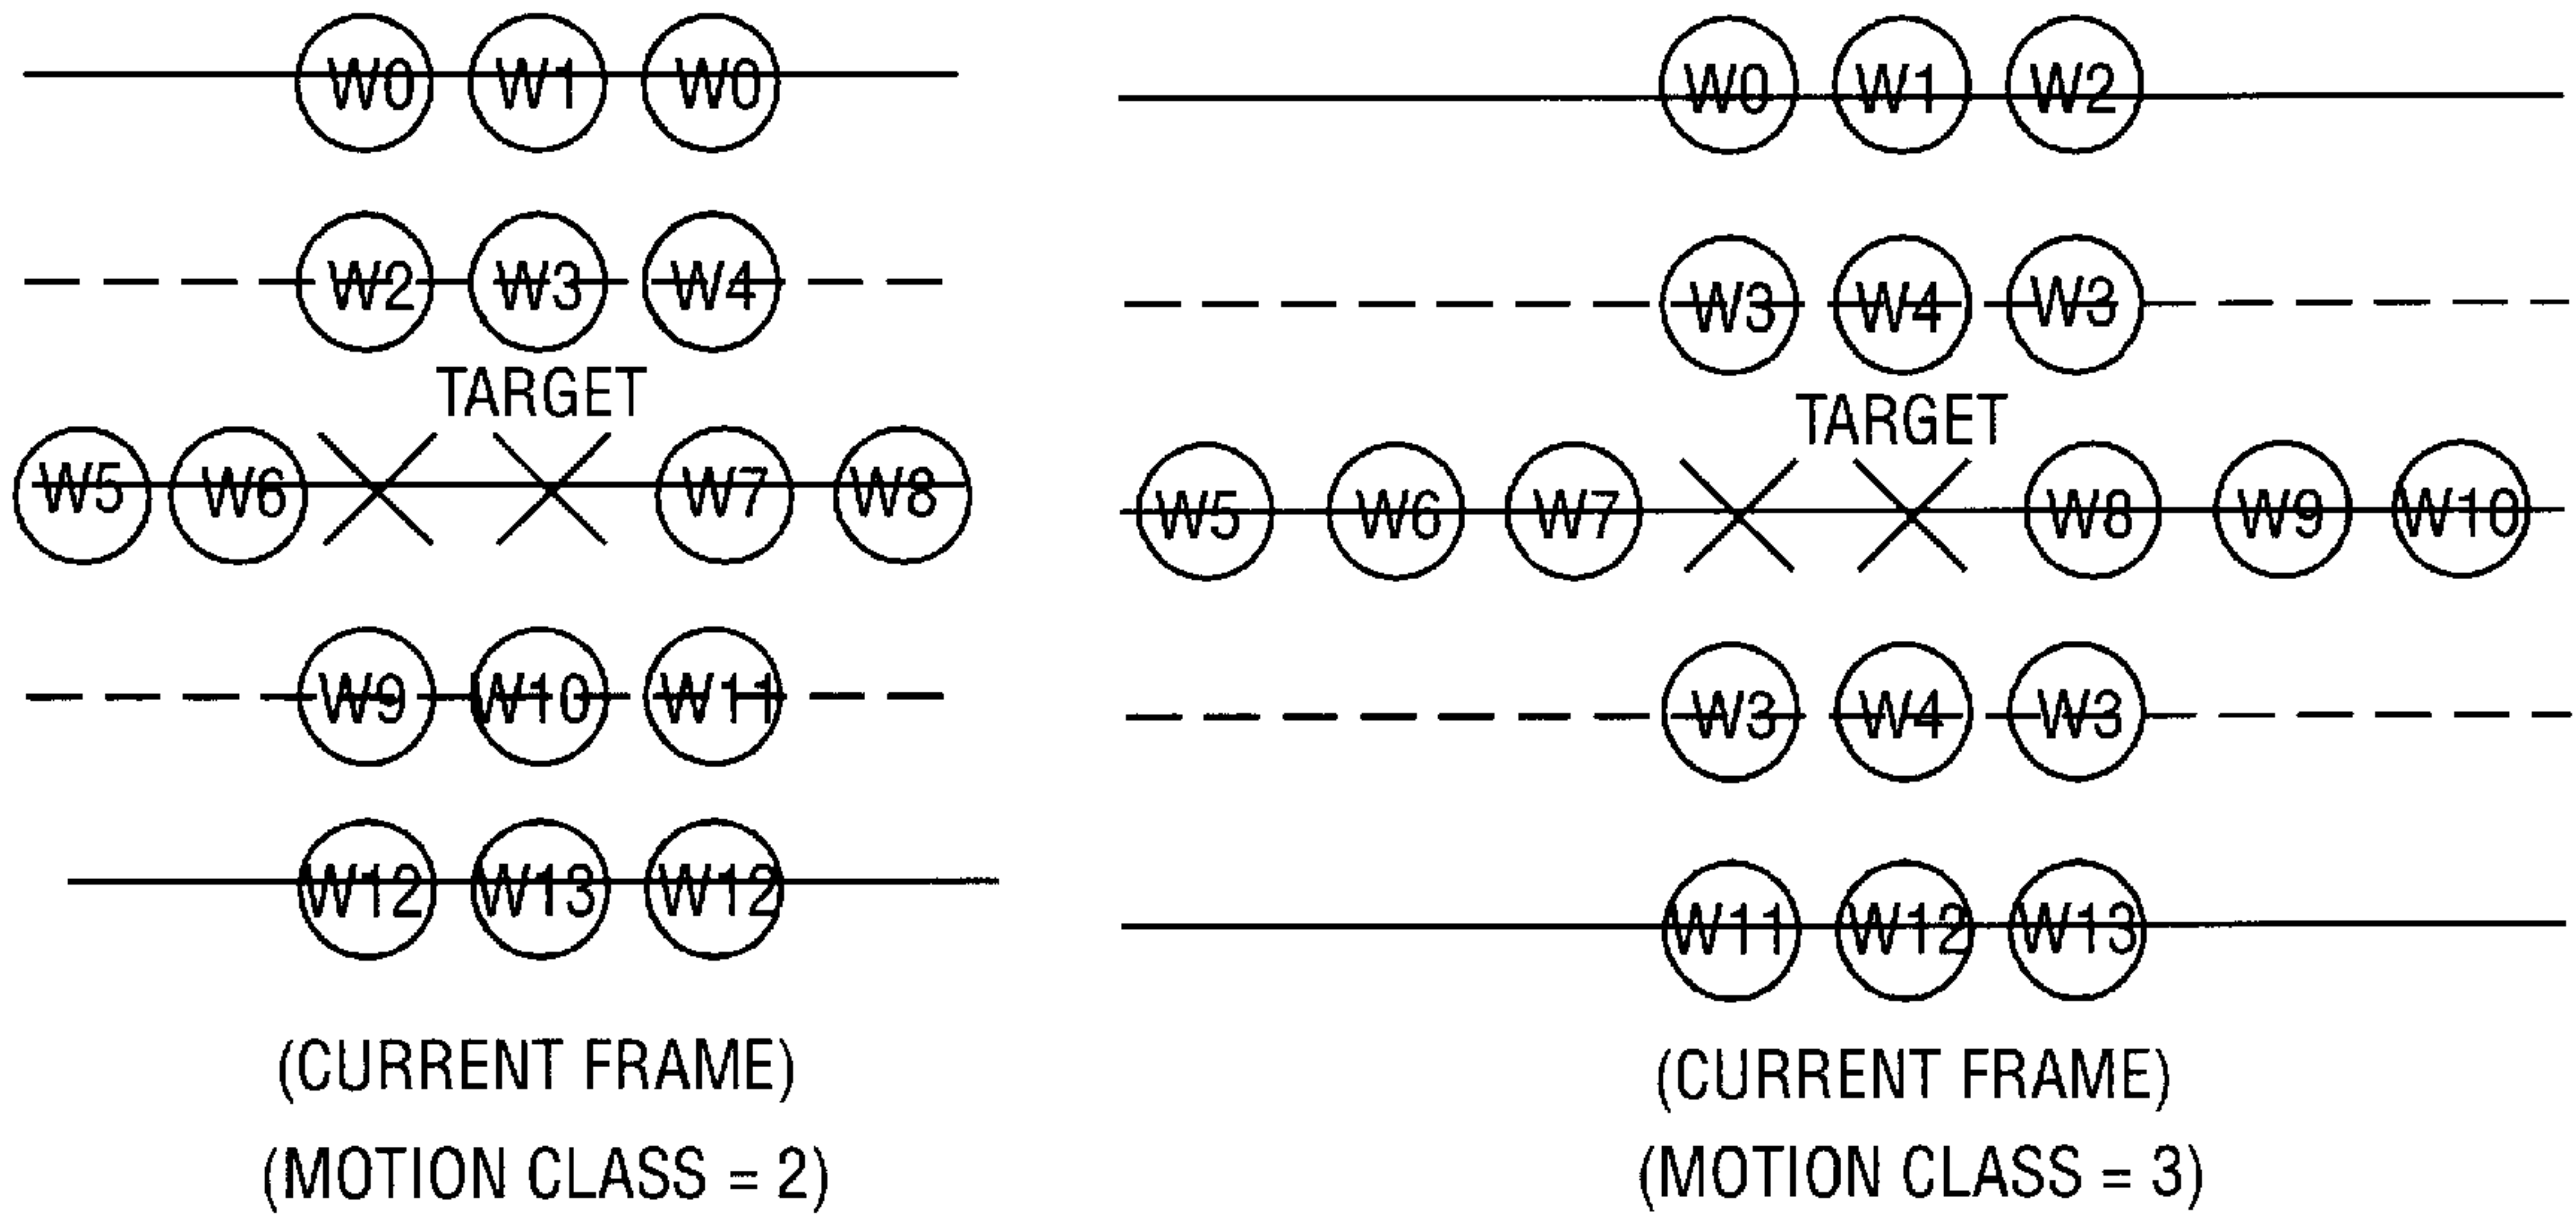 W0 W1 W0
W2 W3 W4
TARGET
W5 W6 W7 W8
W9 W10 W11
W12 W13 W12
(CURRENT FRAME)
(MOTION CLASS = 2)
W0 W1 W2
W3 W4 W3
TARGET
W5 W6 W7 W8 W9 W10
W3 W4 W3
W11 W12 W13
(CURRENT FRAME)
(MOTION CLASS = 3)